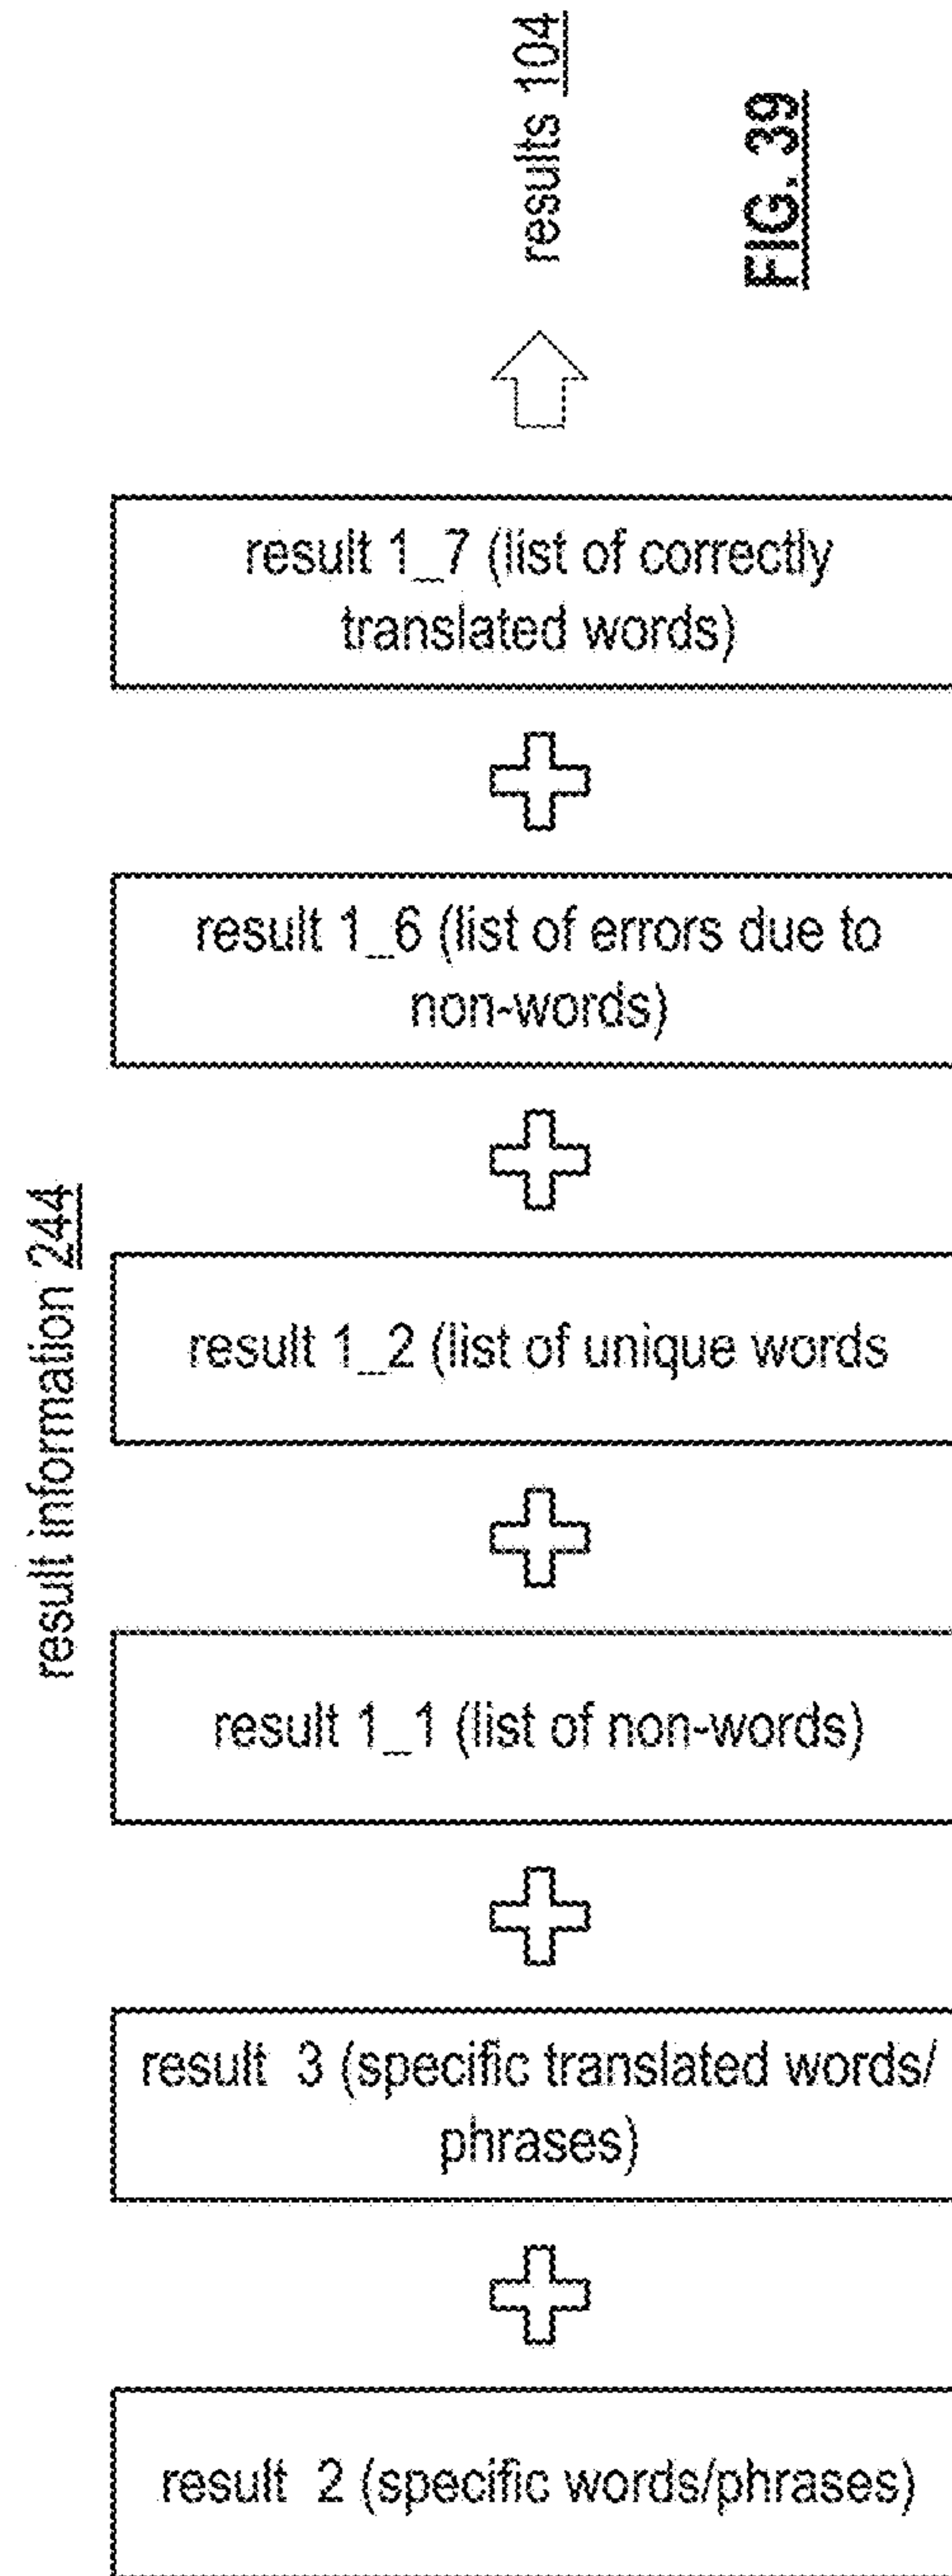 results 104
FIG. 39
result 1_7 (list of correctly
translated words)
result 1_6 (list of errors due to
non-words)
result information 244
result 1_2 (list of unique words
result 1_1 (list of non-words)
result 3 (specific translated words/
phrases)
result 2 (specific words/phrases)